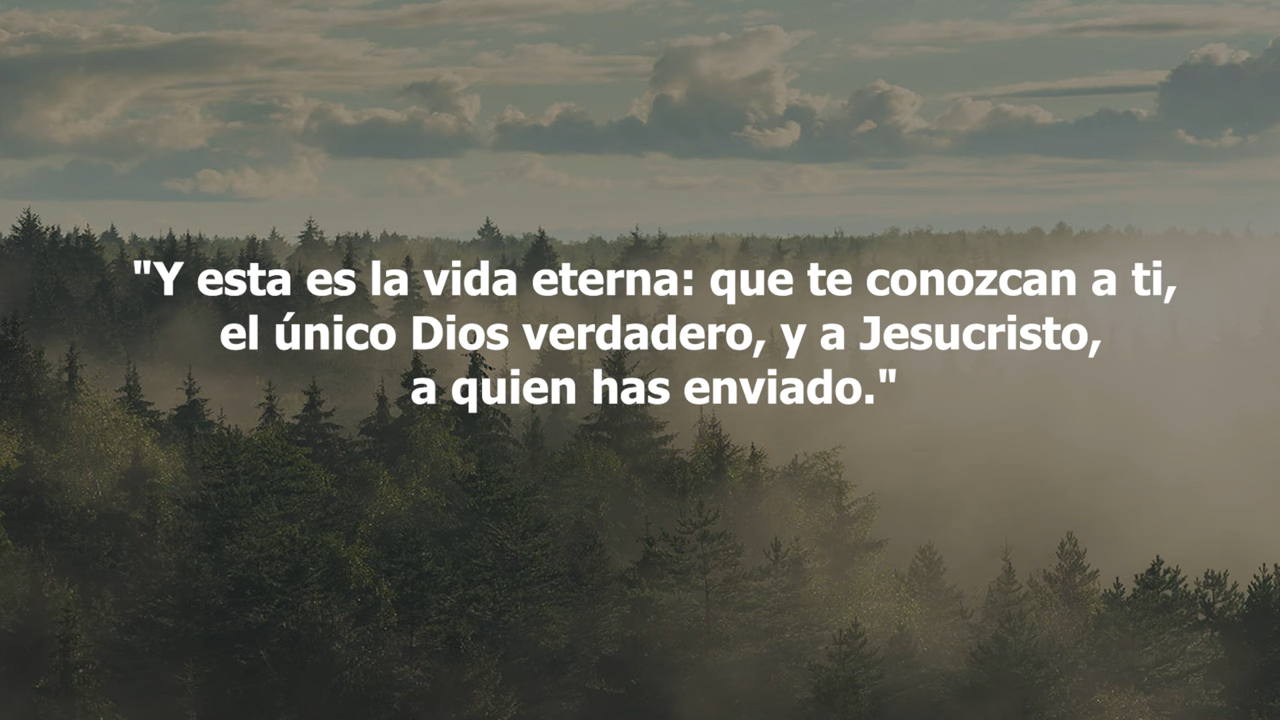 "Y esta es la vida eterna: que te conozcan a ti,
el único Dios verdadero, y a Jesucristo,
a quien has enviado."